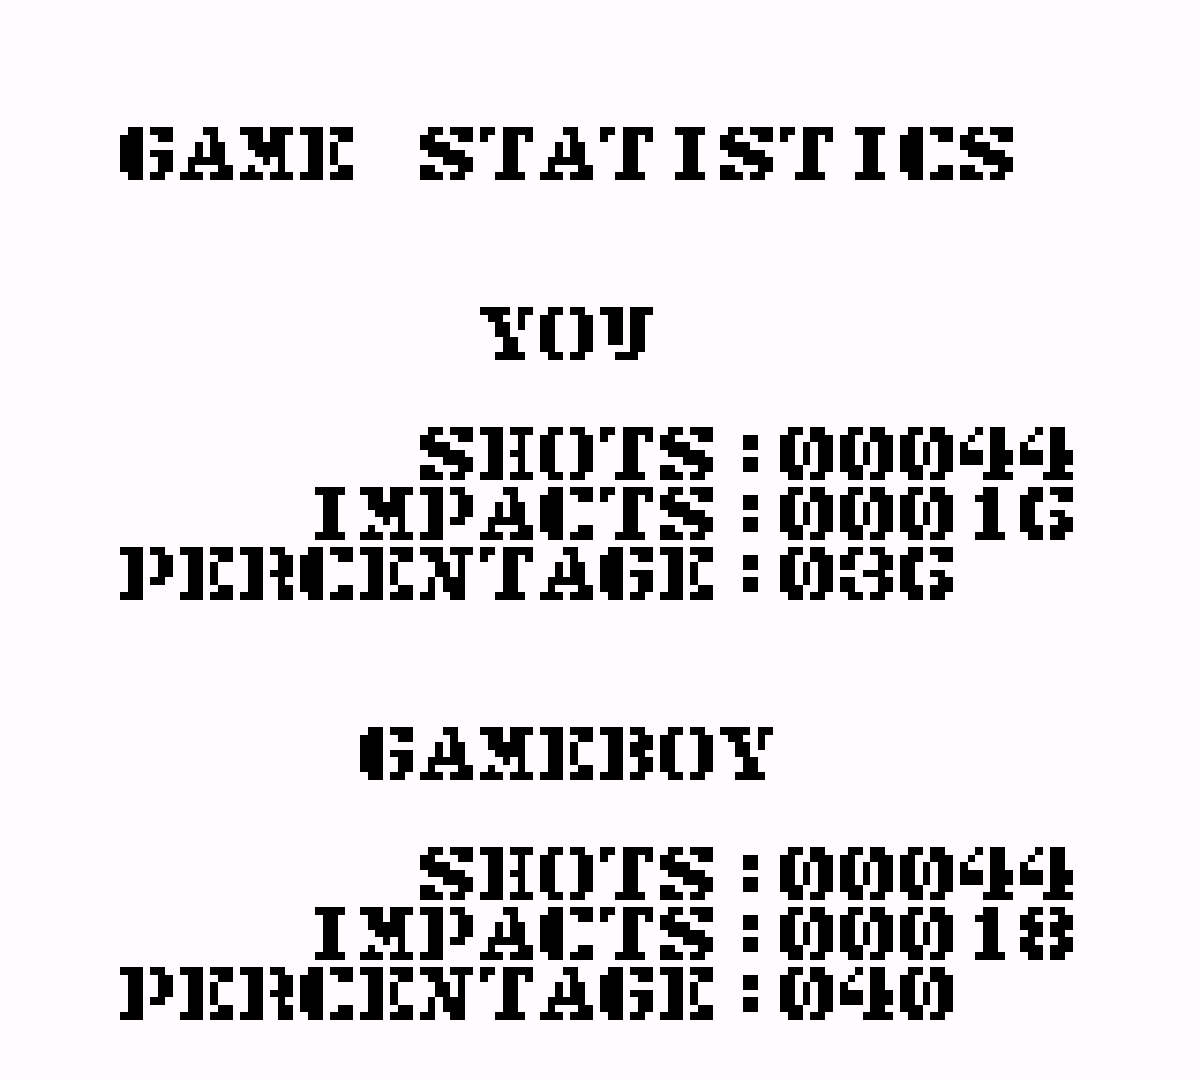 GAME STATISTICS
YOU
SHOTS:00044
IMPACTS:00016
PERCENTAGE:036
GAMEBOY
SHOTS:00044
IMPACTS:00018
PERCENTAGE:040